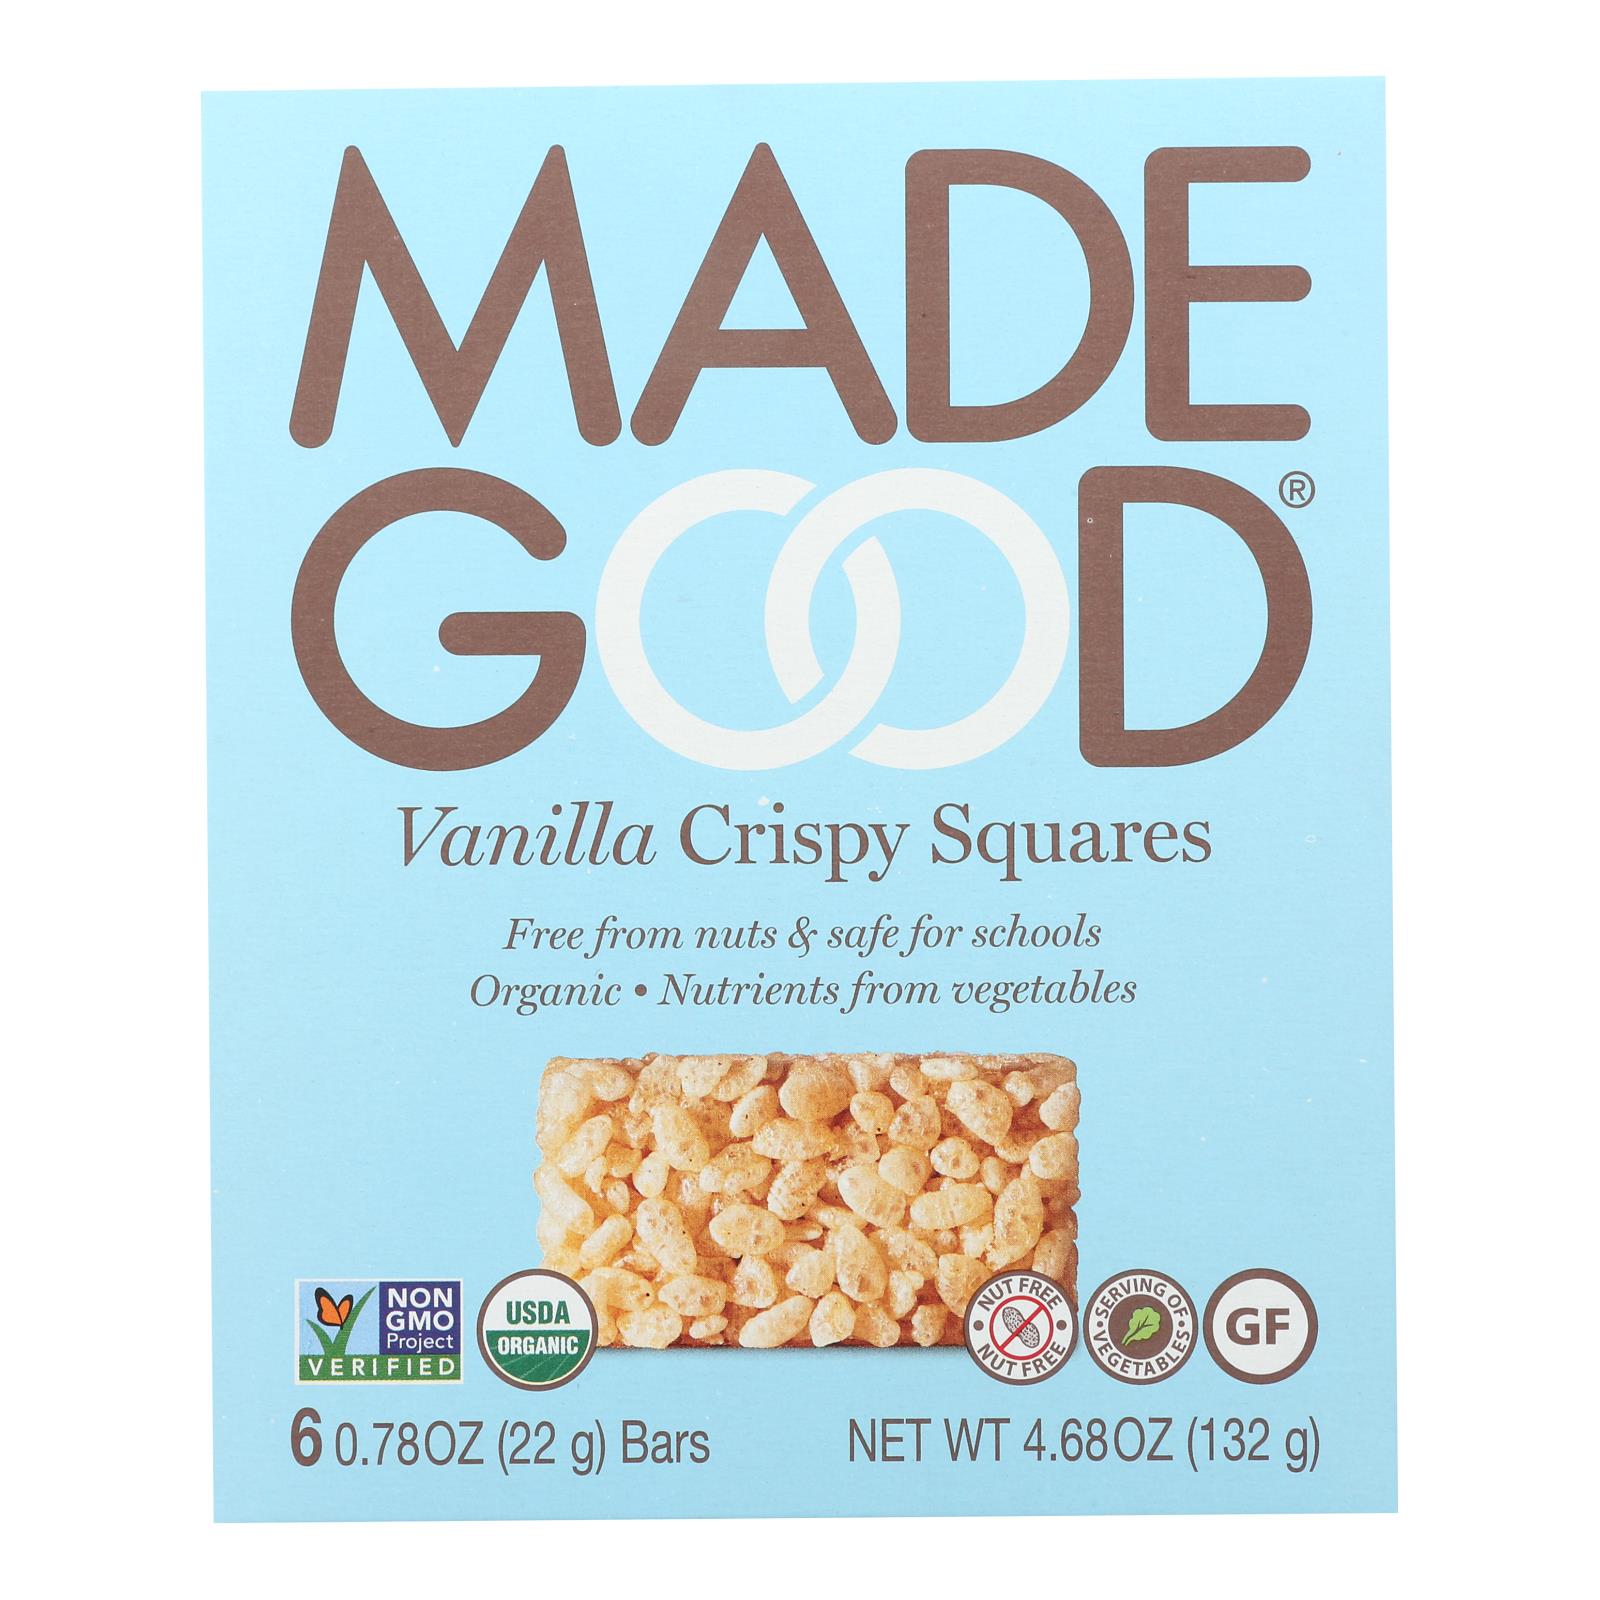 MADE
GOOD®
Vanilla Crispy Squares
Free from nuts & safe for schools
Organic • Nutrients from vegetables
NON
GMO
Project
VERIFIED
USDA
ORGANIC
NUT FREE
• NUT FREE •
SERVING OF
• VEGETABLES •
GF
6 0.78OZ (22 g) Bars
NET WT 4.68OZ (132 g)